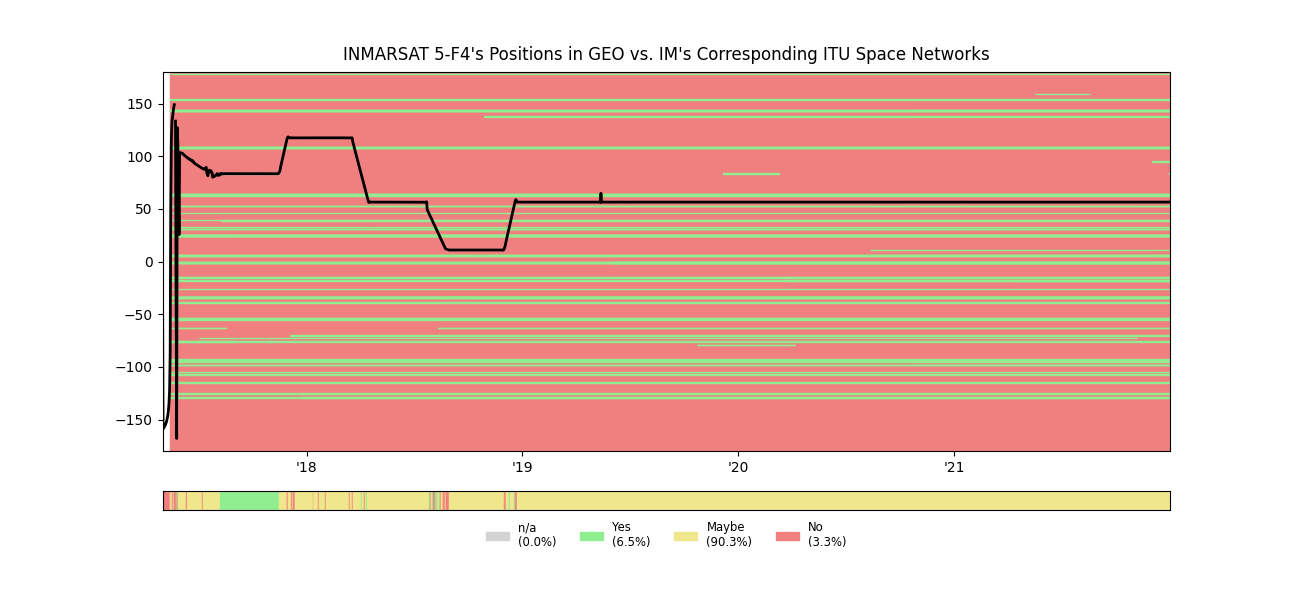 INMARSAT 5-F4's Positions in GEO vs. IM's Corresponding ITU Space Networks
150
100
50
0
−50
−100
−150
'18 '19 '20 '21
n/a Yes Maybe No
(0.0%) (6.5%) (90.3%) (3.3%)